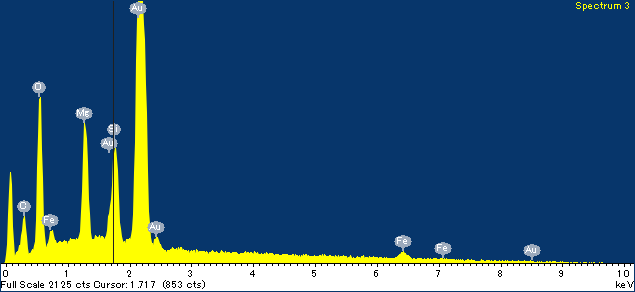 Spectrum 3
Au
O
Mg
Si
Au
C
Fe
Au
Fe
Fe
Au
0 1 2 3 4 5 6 7 8 9 10
Full Scale 2125 cts Cursor: 1.717 (853 cts) keV